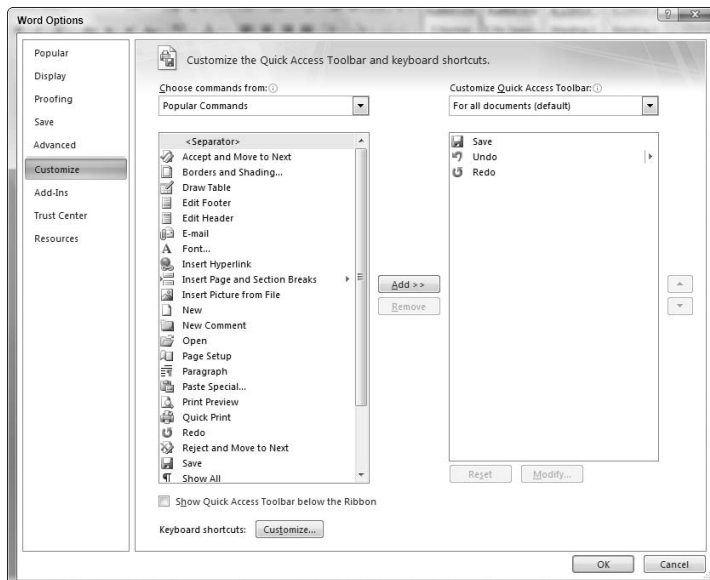 Word Options
Popular
Display
Proofing
Save
Advanced
Customize
Add-Ins
Trust Center
Resources
Customize the Quick Access Toolbar and keyboard shortcuts.
Choose commands from:
Popular Commands
<Separator>
Accept and Move to Next
Borders and Shading...
Draw Table
Edit Footer
Edit Header
E-mail
Font...
Insert Hyperlink
Insert Page and Section Breaks
Insert Picture from File
New
New Comment
Open
Page Setup
Paragraph
Paste Special...
Print Preview
Quick Print
Redo
Reject and Move to Next
Save
Show All
Add >>
Remove
Customize Quick Access Toolbar:
For all documents (default)
Save
Undo
Redo
Reset
Modify...
Show Quick Access Toolbar below the Ribbon
Keyboard shortcuts: Customize...
OK
Cancel